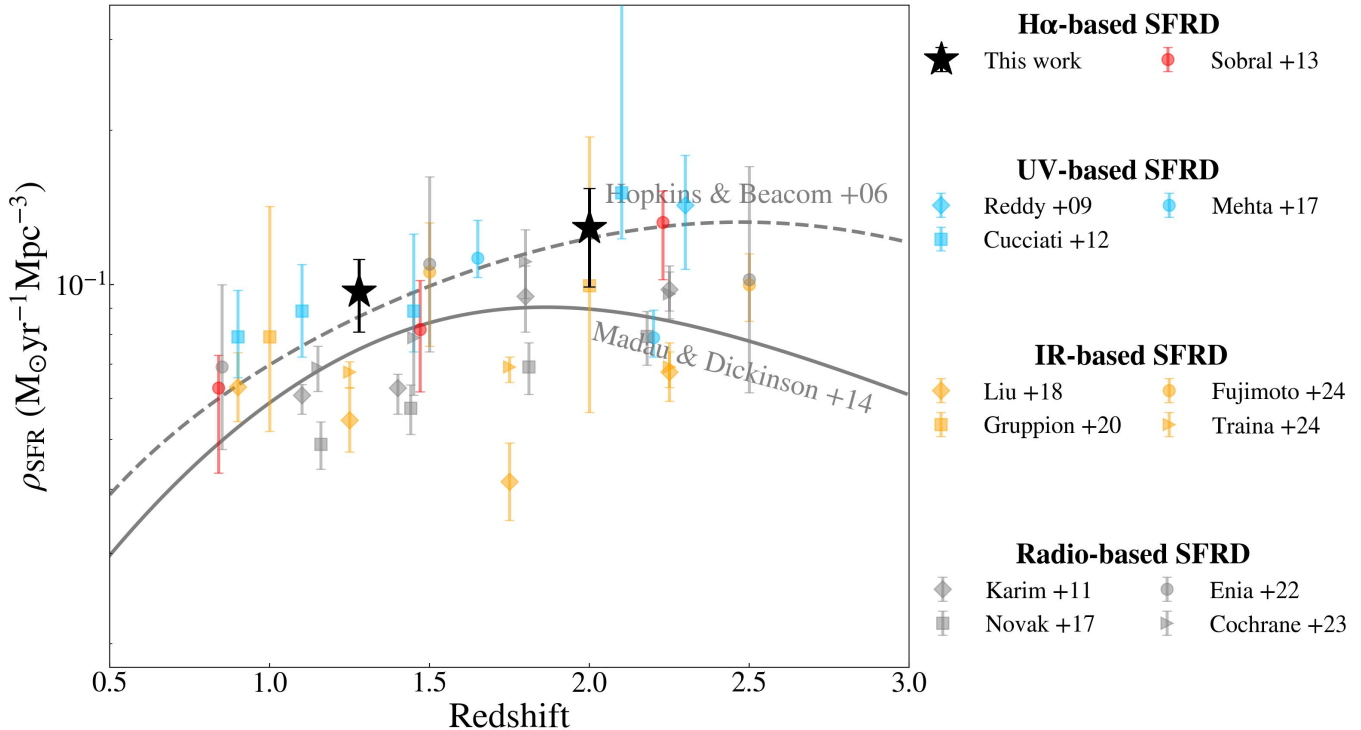 Hα-based SFRD
This work
Sobral +13
UV-based SFRD
Reddy +09
Mehta +17
Cucciati +12
IR-based SFRD
Liu +18
Fujimoto +24
Gruppion +20
Traina +24
Radio-based SFRD
Karim +11
Enia +22
Novak +17
Cochrane +23
Hopkins & Beacom +06
Madau & Dickinson +14
ρSFR (M⊙yr−1Mpc−3)
10−1
0.5 1.0 1.5 2.0 2.5 3.0
Redshift